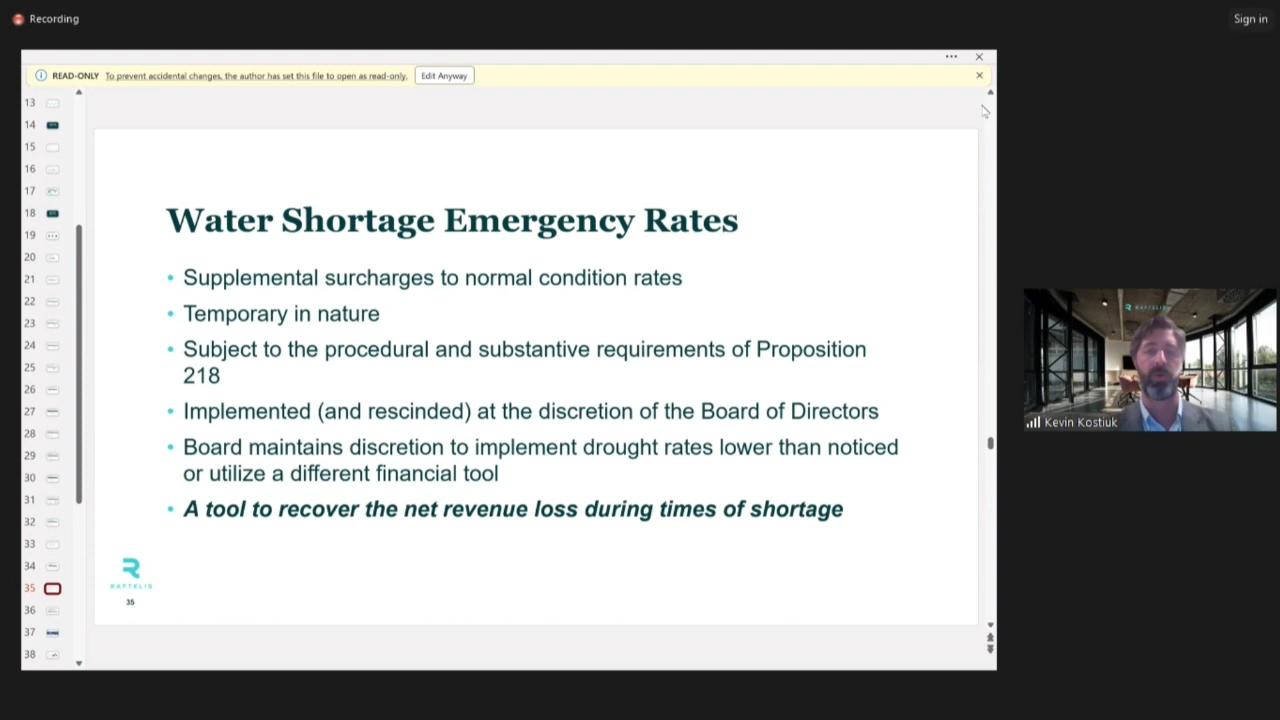 Recording
Sign in
READ-ONLY To prevent accidental changes, the author has set this file to open as read-only. Edit Anyway
13
14
15
16
17
18
19
20
21
22
23
24
25
26
27
28
29
30
31
32
33
34
35
36
37
38
Water Shortage Emergency Rates
• Supplemental surcharges to normal condition rates
• Temporary in nature
• Subject to the procedural and substantive requirements of Proposition
218
• Implemented (and rescinded) at the discretion of the Board of Directors
• Board maintains discretion to implement drought rates lower than noticed
or utilize a different financial tool
• A tool to recover the net revenue loss during times of shortage
RAFTELIS
35
RAFTELIS
Kevin Kostiuk